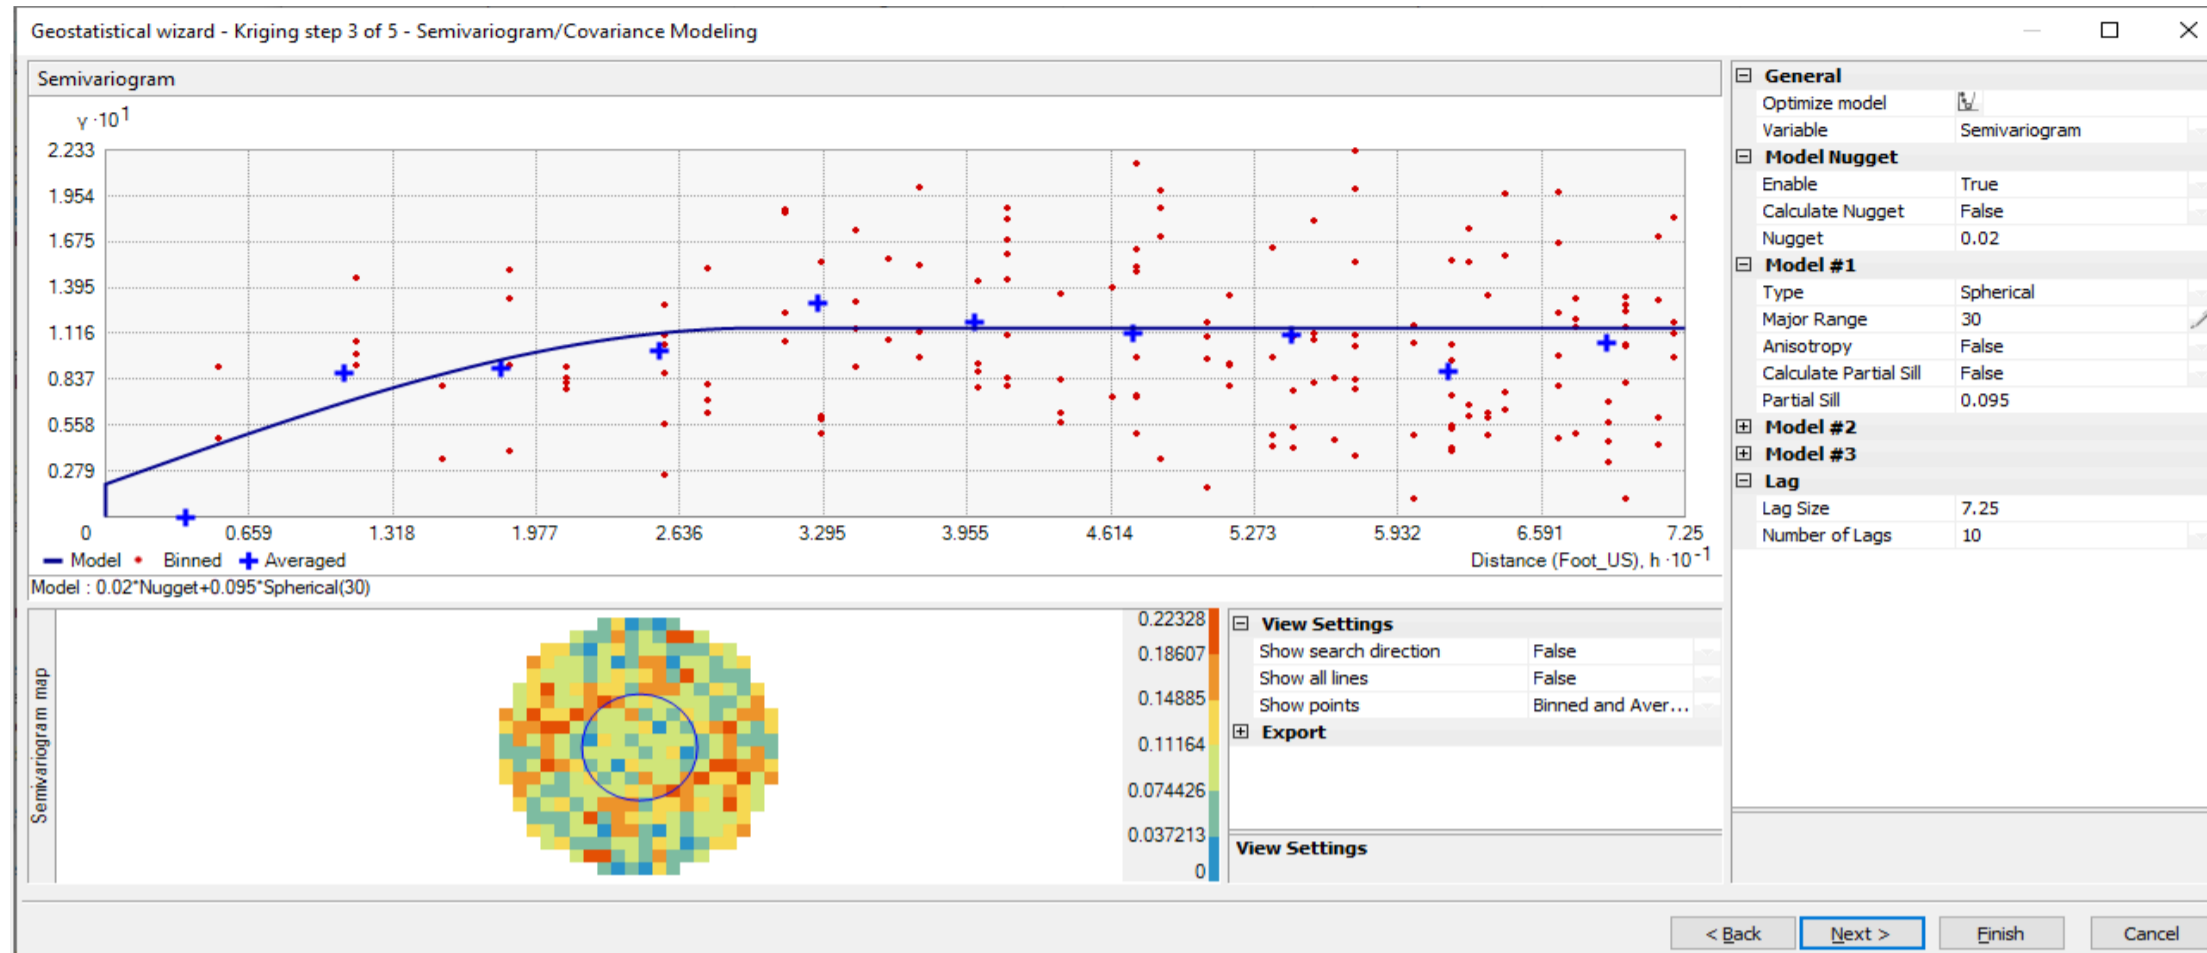 Geostatistical wizard - Kriging step 3 of 5 - Semivariogram/Covariance Modeling
Semivariogram
γ ·10¹
2.233
1.954
1.675
1.395
1.116
0.837
0.558
0.279
0 0.659 1.318 1.977 2.636 3.295 3.955 4.614 5.273 5.932 6.591 7.25
Model Binned Averaged
Distance (Foot_US), h ·10⁻¹
Model : 0.02*Nugget+0.095*Spherical(30)
Semivariogram map
0.22328
0.18607
0.14885
0.11164
0.074426
0.037213
0
View Settings
Show search direction False
Show all lines False
Show points Binned and Aver...
Export
View Settings
General
Optimize model
Variable Semivariogram
Model Nugget
Enable True
Calculate Nugget False
Nugget 0.02
Model #1
Type Spherical
Major Range 30
Anisotropy False
Calculate Partial Sill False
Partial Sill 0.095
Model #2
Model #3
Lag
Lag Size 7.25
Number of Lags 10
< Back Next > Finish Cancel